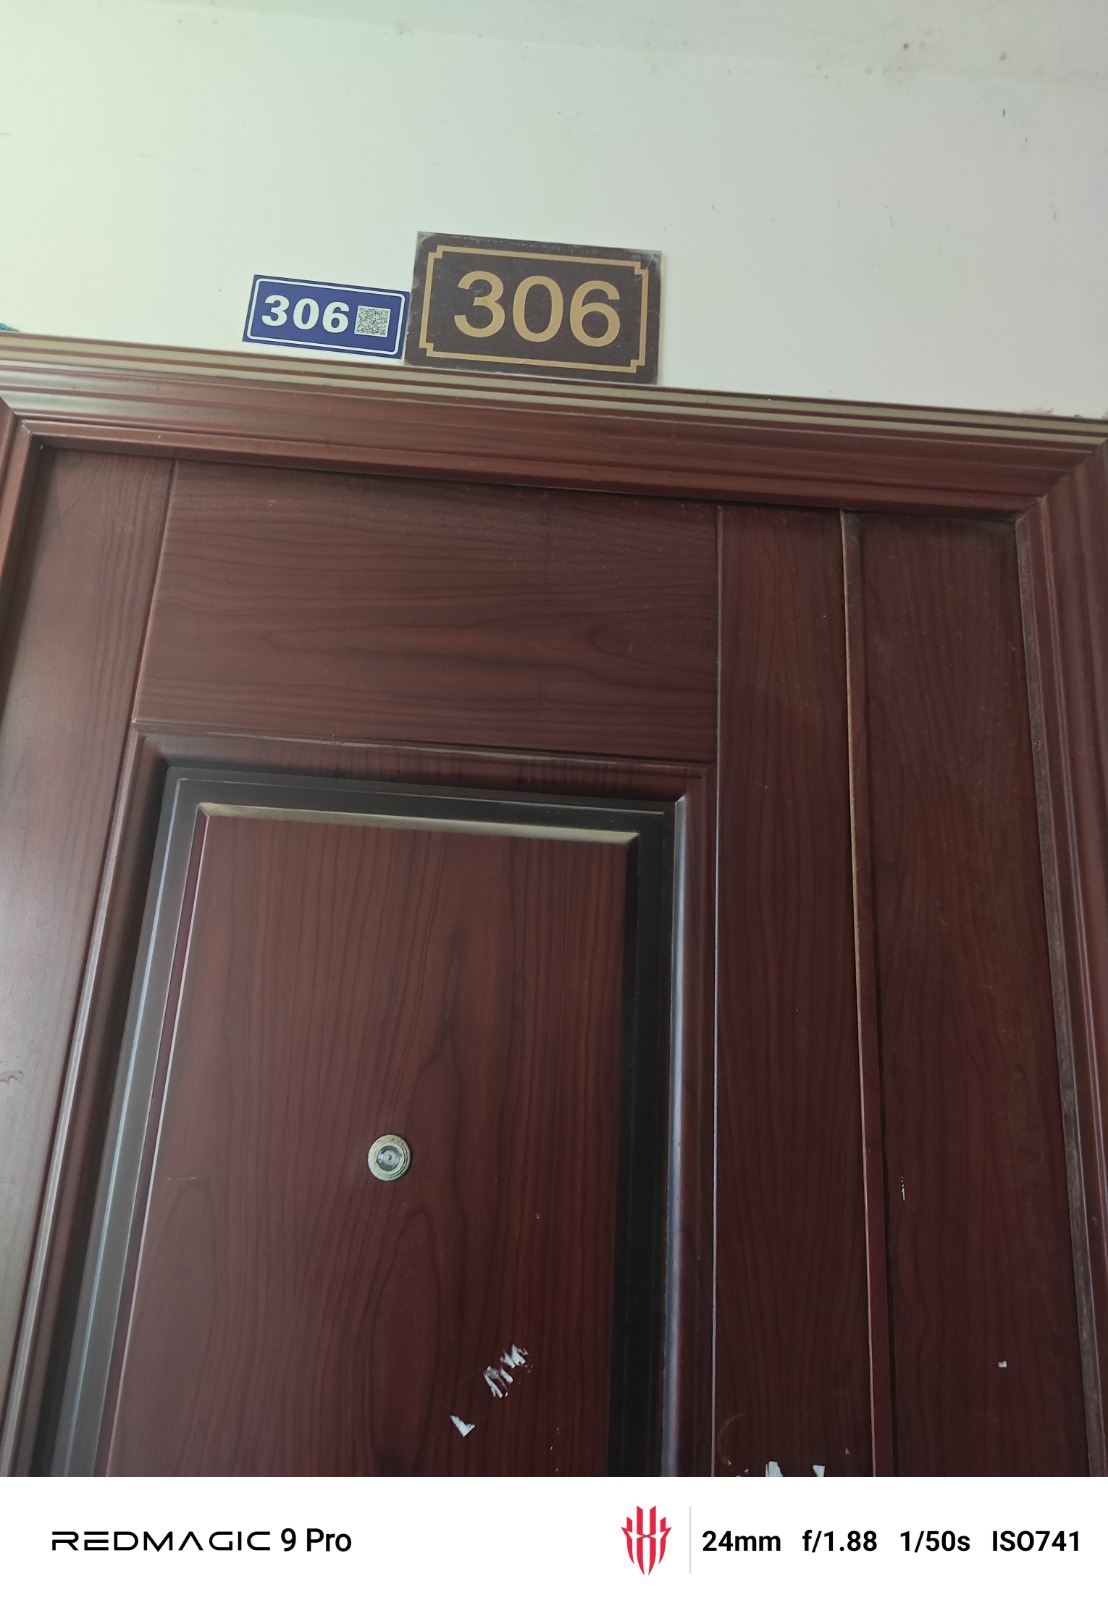 306
306
REDMAGIC 9 Pro
24mm f/1.88 1/50s ISO741